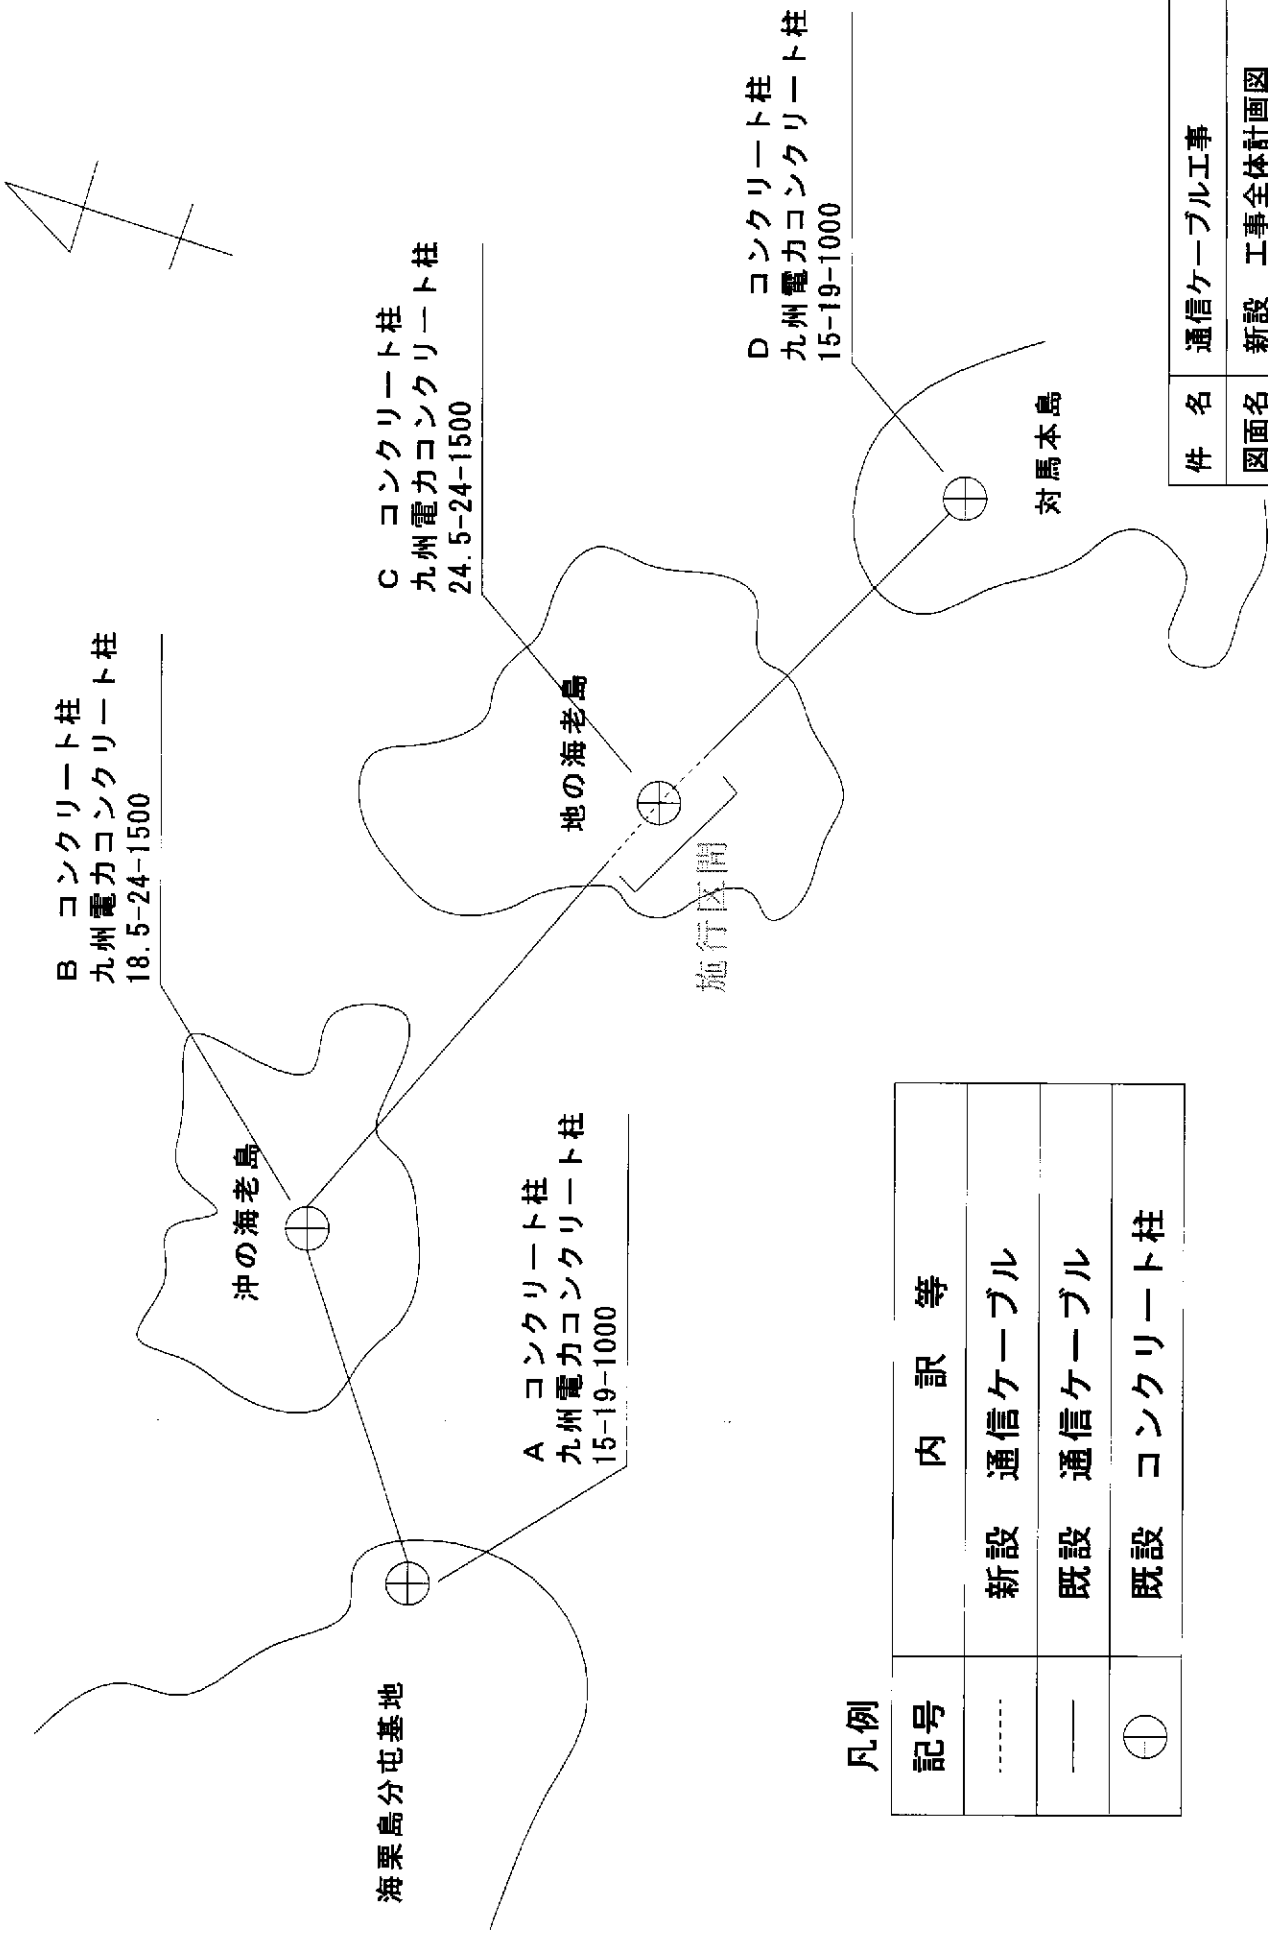 海栗島分屯基地
A コンクリート柱
九州電力コンクリート柱
15-19-1000
沖の海老島
B コンクリート柱
九州電力コンクリート柱
18.5-24-1500
地の海老島
C コンクリート柱
九州電力コンクリート柱
24.5-24-1500
施行区間
対馬本島
D コンクリート柱
九州電力コンクリート柱
15-19-1000
凡例
記号 内訳等
新設 通信ケーブル
既設 通信ケーブル
既設 コンクリート柱
件名 通信ケーブル工事
図面名 新設 工事全体計画図